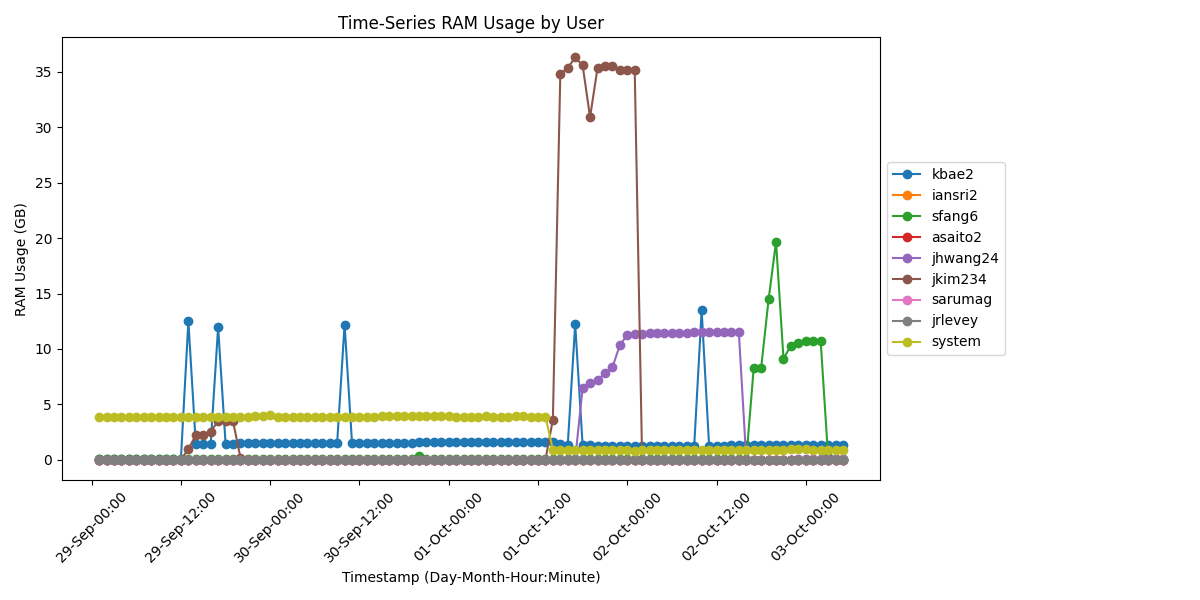 Time-Series RAM Usage by User
RAM Usage (GB)
35
30
25
20
15
10
5
0
29-Sep-00:00
29-Sep-12:00
30-Sep-00:00
30-Sep-12:00
01-Oct-00:00
01-Oct-12:00
02-Oct-00:00
02-Oct-12:00
03-Oct-00:00
Timestamp (Day-Month-Hour:Minute)
kbae2
iansri2
sfang6
asaito2
jhwang24
jkim234
sarumag
jrlevey
system